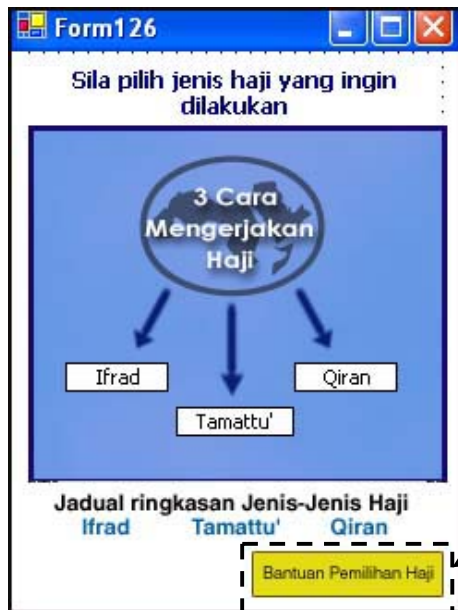 Form126
Sila pilih jenis haji yang ingin
dilakukan
3 Cara
Mengerjakan
Haji
Ifrad
Qiran
Tamattu'
Jadual ringkasan Jenis-Jenis Haji
Ifrad Tamattu' Qiran
Bantuan Pemilihan Haji